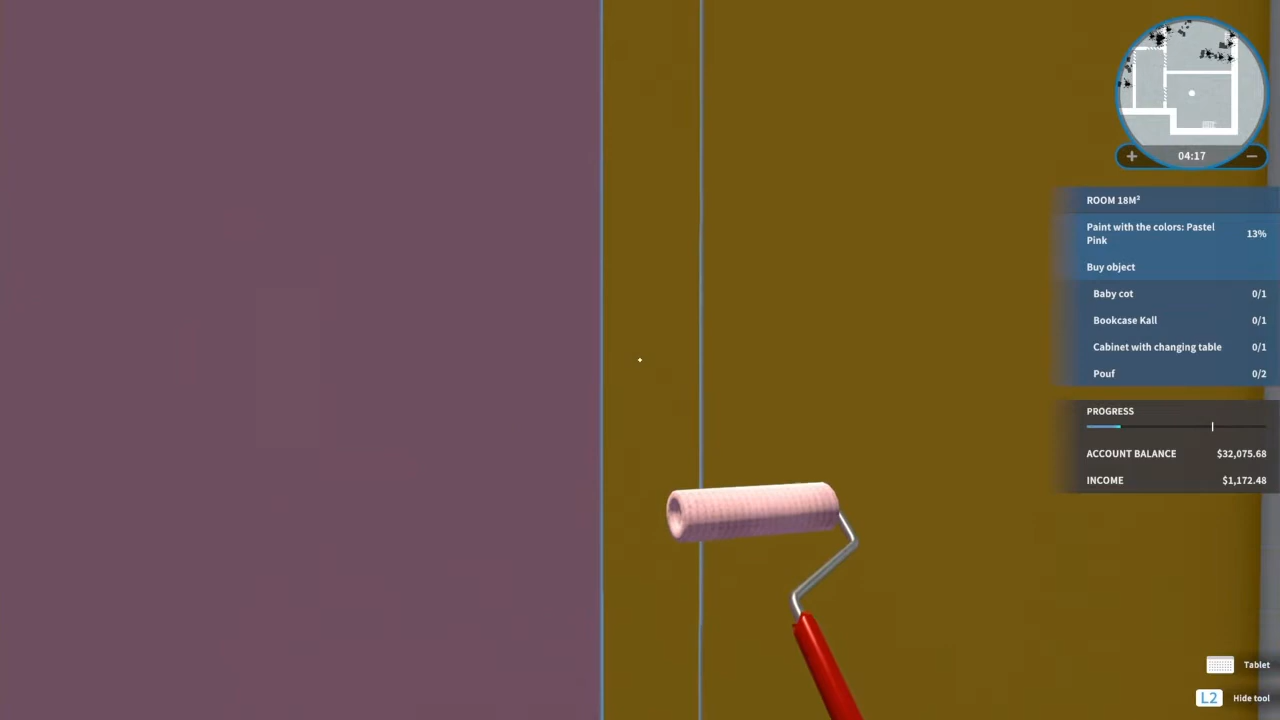 + 04:17 −
ROOM 18M²
Paint with the colors: Pastel
Pink 13%
Buy object
Baby cot 0/1
Bookcase Kall 0/1
Cabinet with changing table 0/1
Pouf 0/2
PROGRESS
ACCOUNT BALANCE $32,075.68
INCOME $1,172.48
Tablet
L2 Hide tool